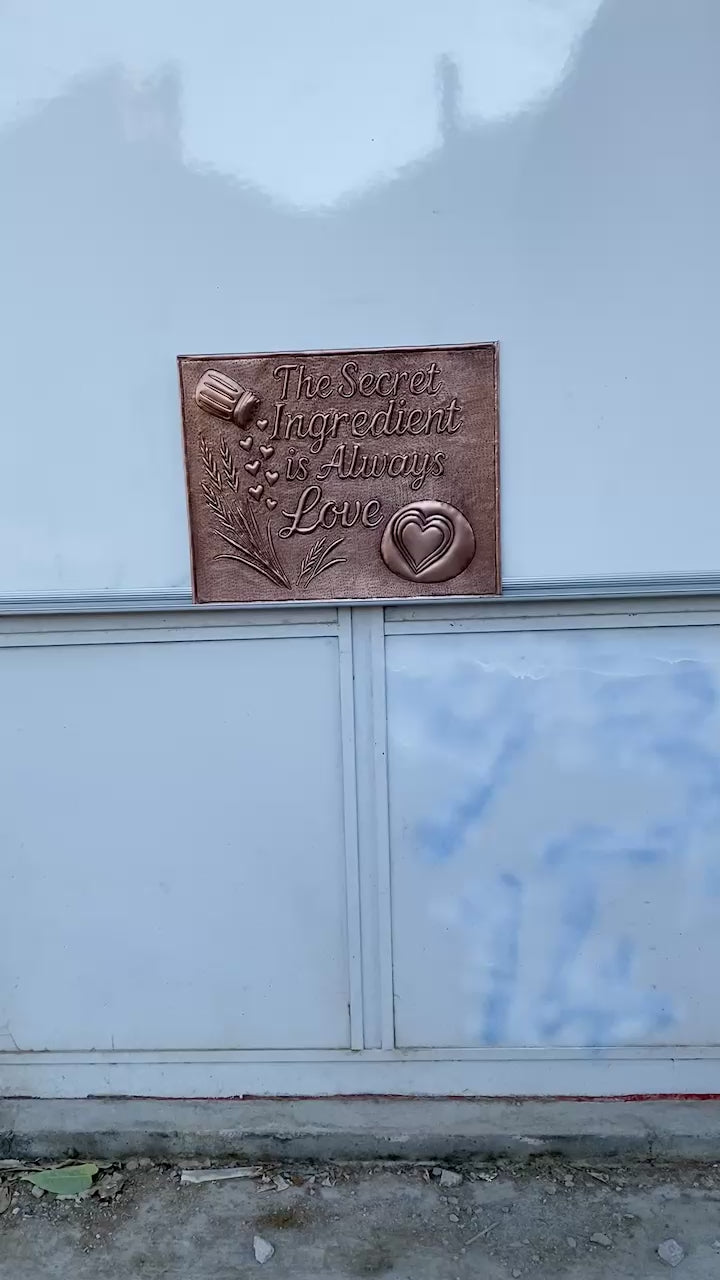 The Secret
Ingredient
is Always
Love